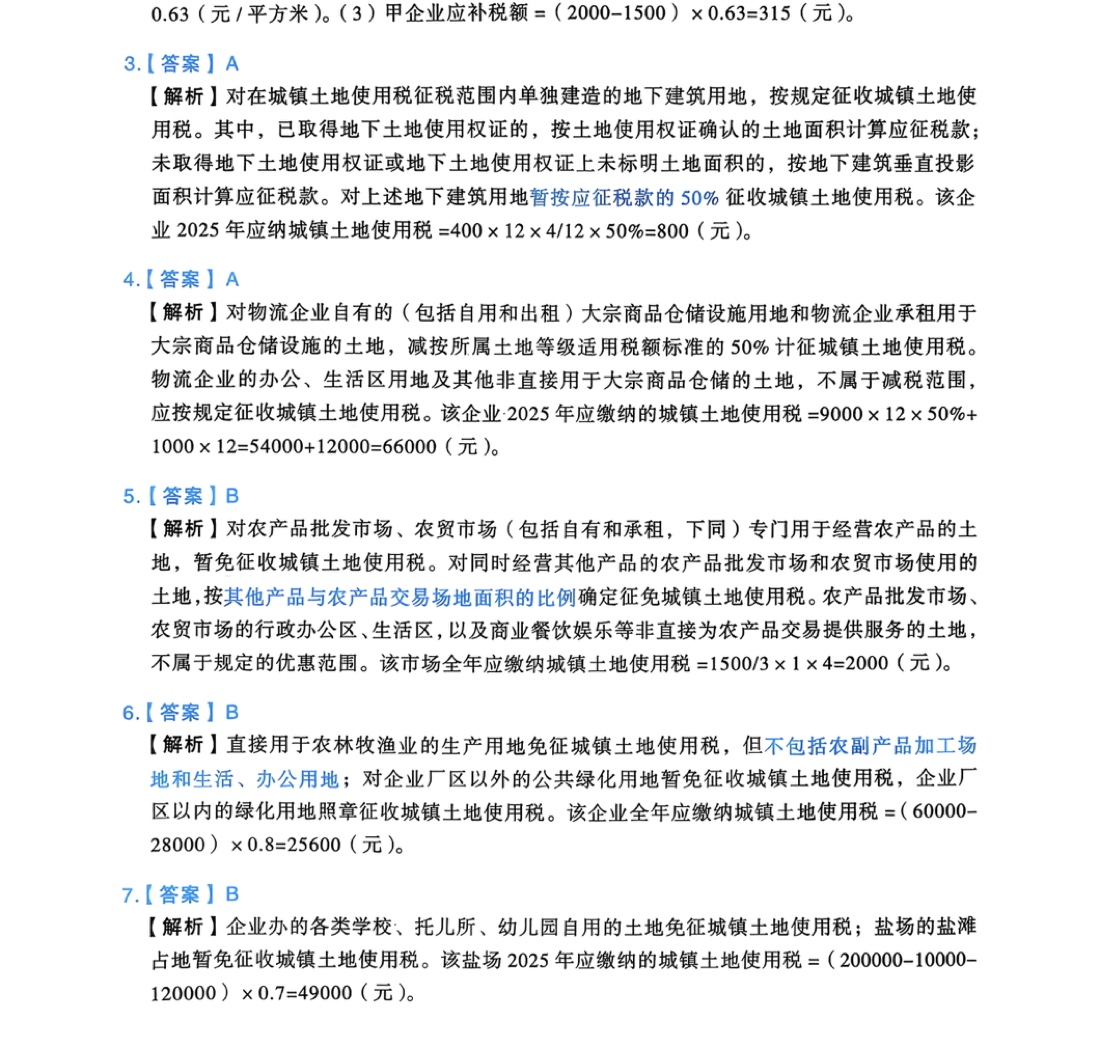 0.63（元/平方米）。（3）甲企业应补税额=（2000-1500）×0.63=315（元）。
3.【答案】A
【解析】对在城镇土地使用税征税范围内单独建造的地下建筑用地，按规定征收城镇土地使
用税。其中，已取得地下土地使用权证的，按土地使用权证确认的土地面积计算应征税款；
未取得地下土地使用权证或地下土地使用权证上未标明土地面积的，按地下建筑垂直投影
面积计算应征税款。对上述地下建筑用地暂按应征税款的 50% 征收城镇土地使用税。该企
业 2025 年应纳城镇土地使用税 =400×12×4/12×50%=800（元）。
4.【答案】A
【解析】对物流企业自有的（包括自用和出租）大宗商品仓储设施用地和物流企业承租用于
大宗商品仓储设施的土地，减按所属土地等级适用税额标准的 50% 计征城镇土地使用税。
物流企业的办公、生活区用地及其他非直接用于大宗商品仓储的土地，不属于减税范围，
应按规定征收城镇土地使用税。该企业 2025 年应缴纳的城镇土地使用税 =9000×12×50%+
1000×12=54000+12000=66000（元）。
5.【答案】B
【解析】对农产品批发市场、农贸市场（包括自有和承租，下同）专门用于经营农产品的土
地，暂免征收城镇土地使用税。对同时经营其他产品的农产品批发市场和农贸市场使用的
土地，按其他产品与农产品交易场地面积的比例确定征免城镇土地使用税。农产品批发市场、
农贸市场的行政办公区、生活区，以及商业餐饮娱乐等非直接为农产品交易提供服务的土地，
不属于规定的优惠范围。该市场全年应缴纳城镇土地使用税 =1500/3×1×4=2000（元）。
6.【答案】B
【解析】直接用于农林牧渔业的生产用地免征城镇土地使用税，但不包括农副产品加工场
地和生活、办公用地；对企业厂区以外的公共绿化用地暂免征收城镇土地使用税，企业厂
区以内的绿化用地照章征收城镇土地使用税。该企业全年应缴纳城镇土地使用税 =（60000-
28000）×0.8=25600（元）。
7.【答案】B
【解析】企业办的各类学校、托儿所、幼儿园自用的土地免征城镇土地使用税；盐场的盐滩
占地暂免征收城镇土地使用税。该盐场 2025 年应缴纳的城镇土地使用税 =（200000-10000-
120000）×0.7=49000（元）。